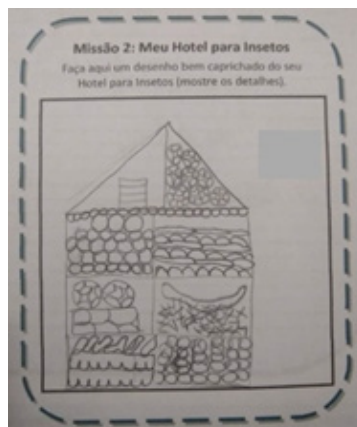 Missão 2: Meu Hotel para Insetos
Faça aqui um desenho bem caprichado do seu
Hotel para Insetos (mostre os detalhes).